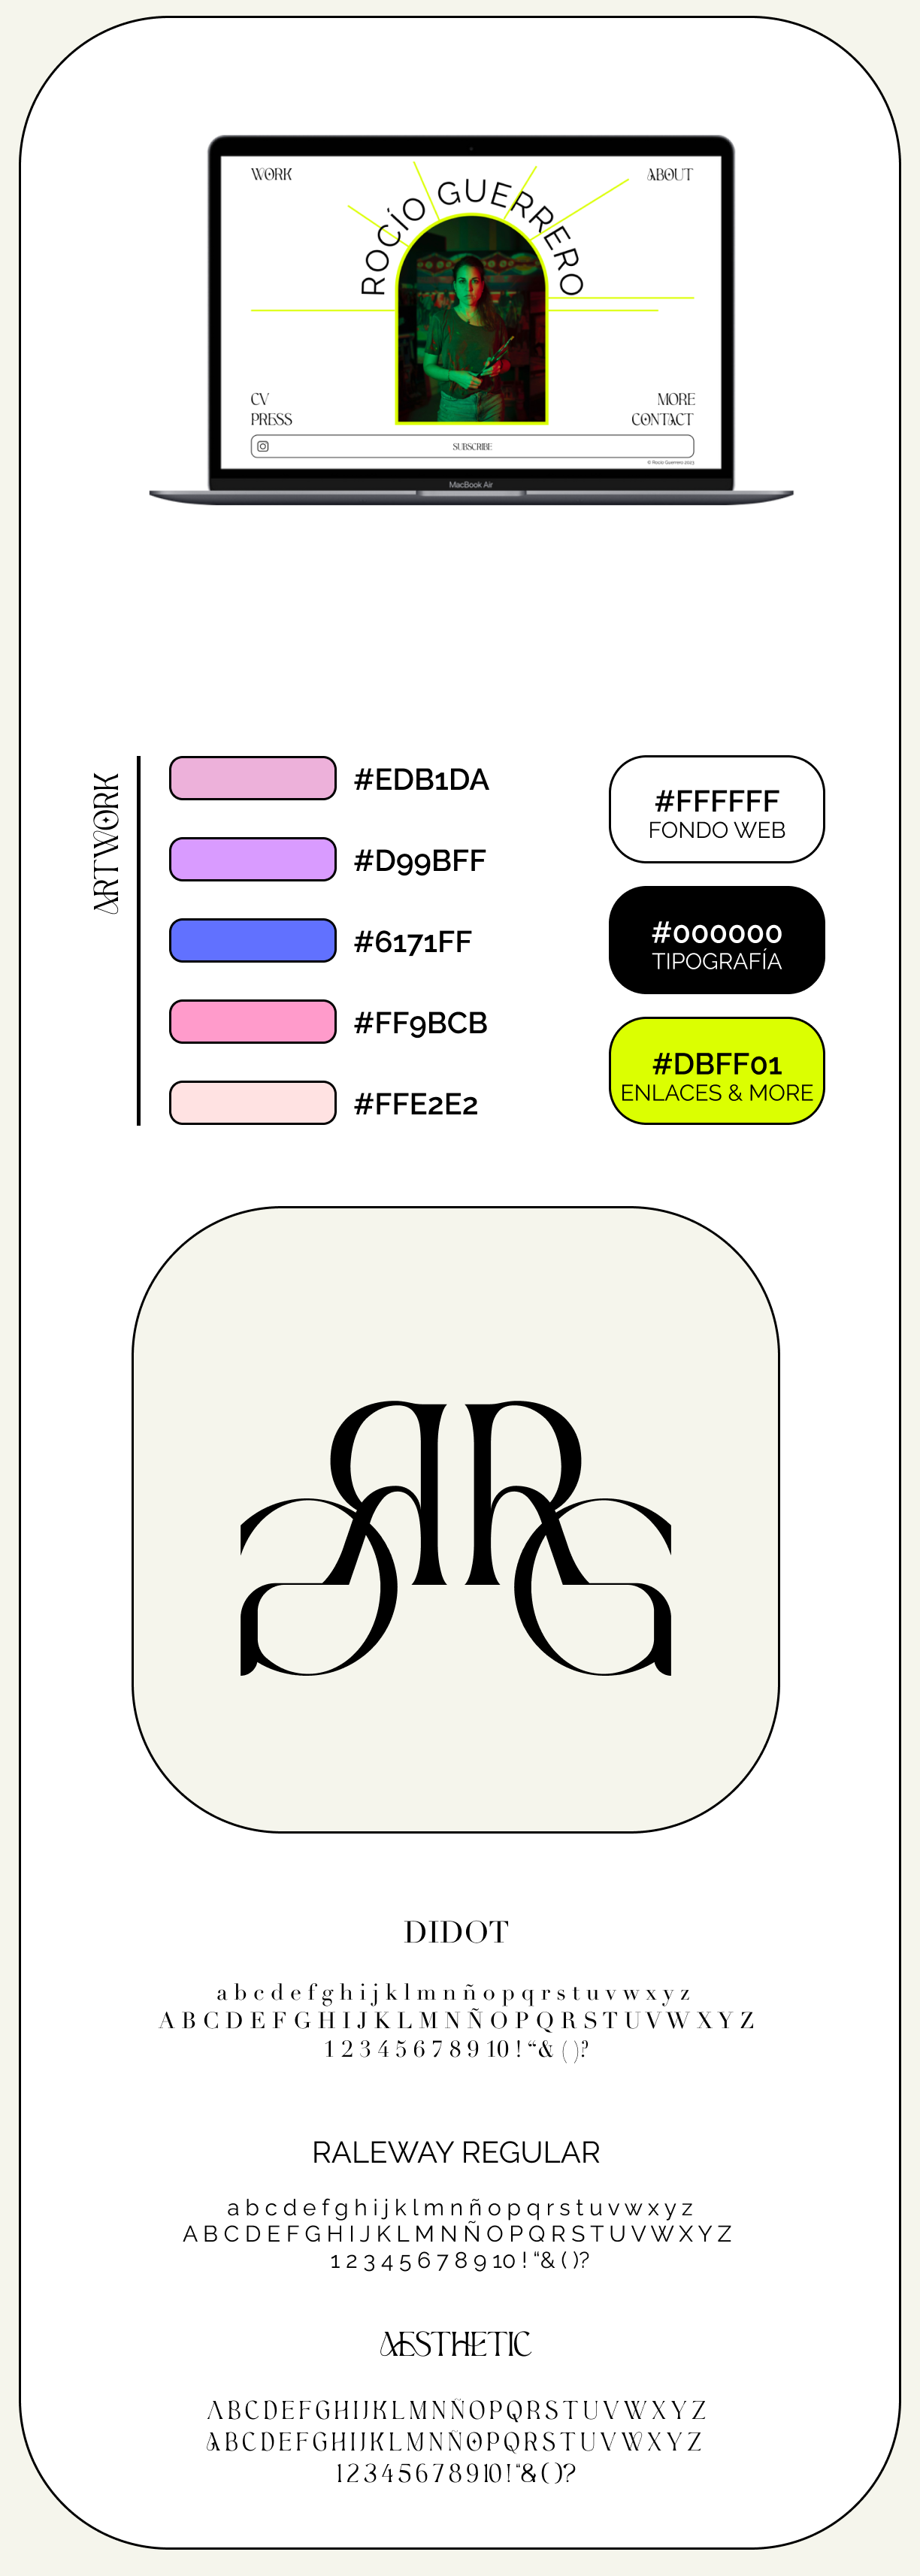 WORK
ABOUT
ROCÍO GUERRERO
CV
PRESS
MORE
CONTACT
SUBSCRIBE
© Rocío Guerrero 2023
MacBook Air
ARTWORK
#EDB1DA
#D99BFF
#6171FF
#FF9BCB
#FFE2E2
#FFFFFF
FONDO WEB
#000000
TIPOGRAFÍA
#DBFF01
ENLACES & MORE
RG
DIDOT
a b c d e f g h i j k l m n ñ o p q r s t u v w x y z
A B C D E F G H I J K L M N Ñ O P Q R S T U V W X Y Z
1 2 3 4 5 6 7 8 9 10 ! “& ( )?
RALEWAY REGULAR
a b c d e f g h i j k l m n ñ o p q r s t u v w x y z
A B C D E F G H I J K L M N Ñ O P Q R S T U V W X Y Z
1 2 3 4 5 6 7 8 9 10 ! “& ( )?
AESTHETIC
A B C D E F G H I J K L M N Ñ O P Q R S T U V W X Y Z
A B C D E F G H I J K L M N Ñ O P Q R S T U V W X Y Z
1 2 3 4 5 6 7 8 9 10 ! “& ( )?